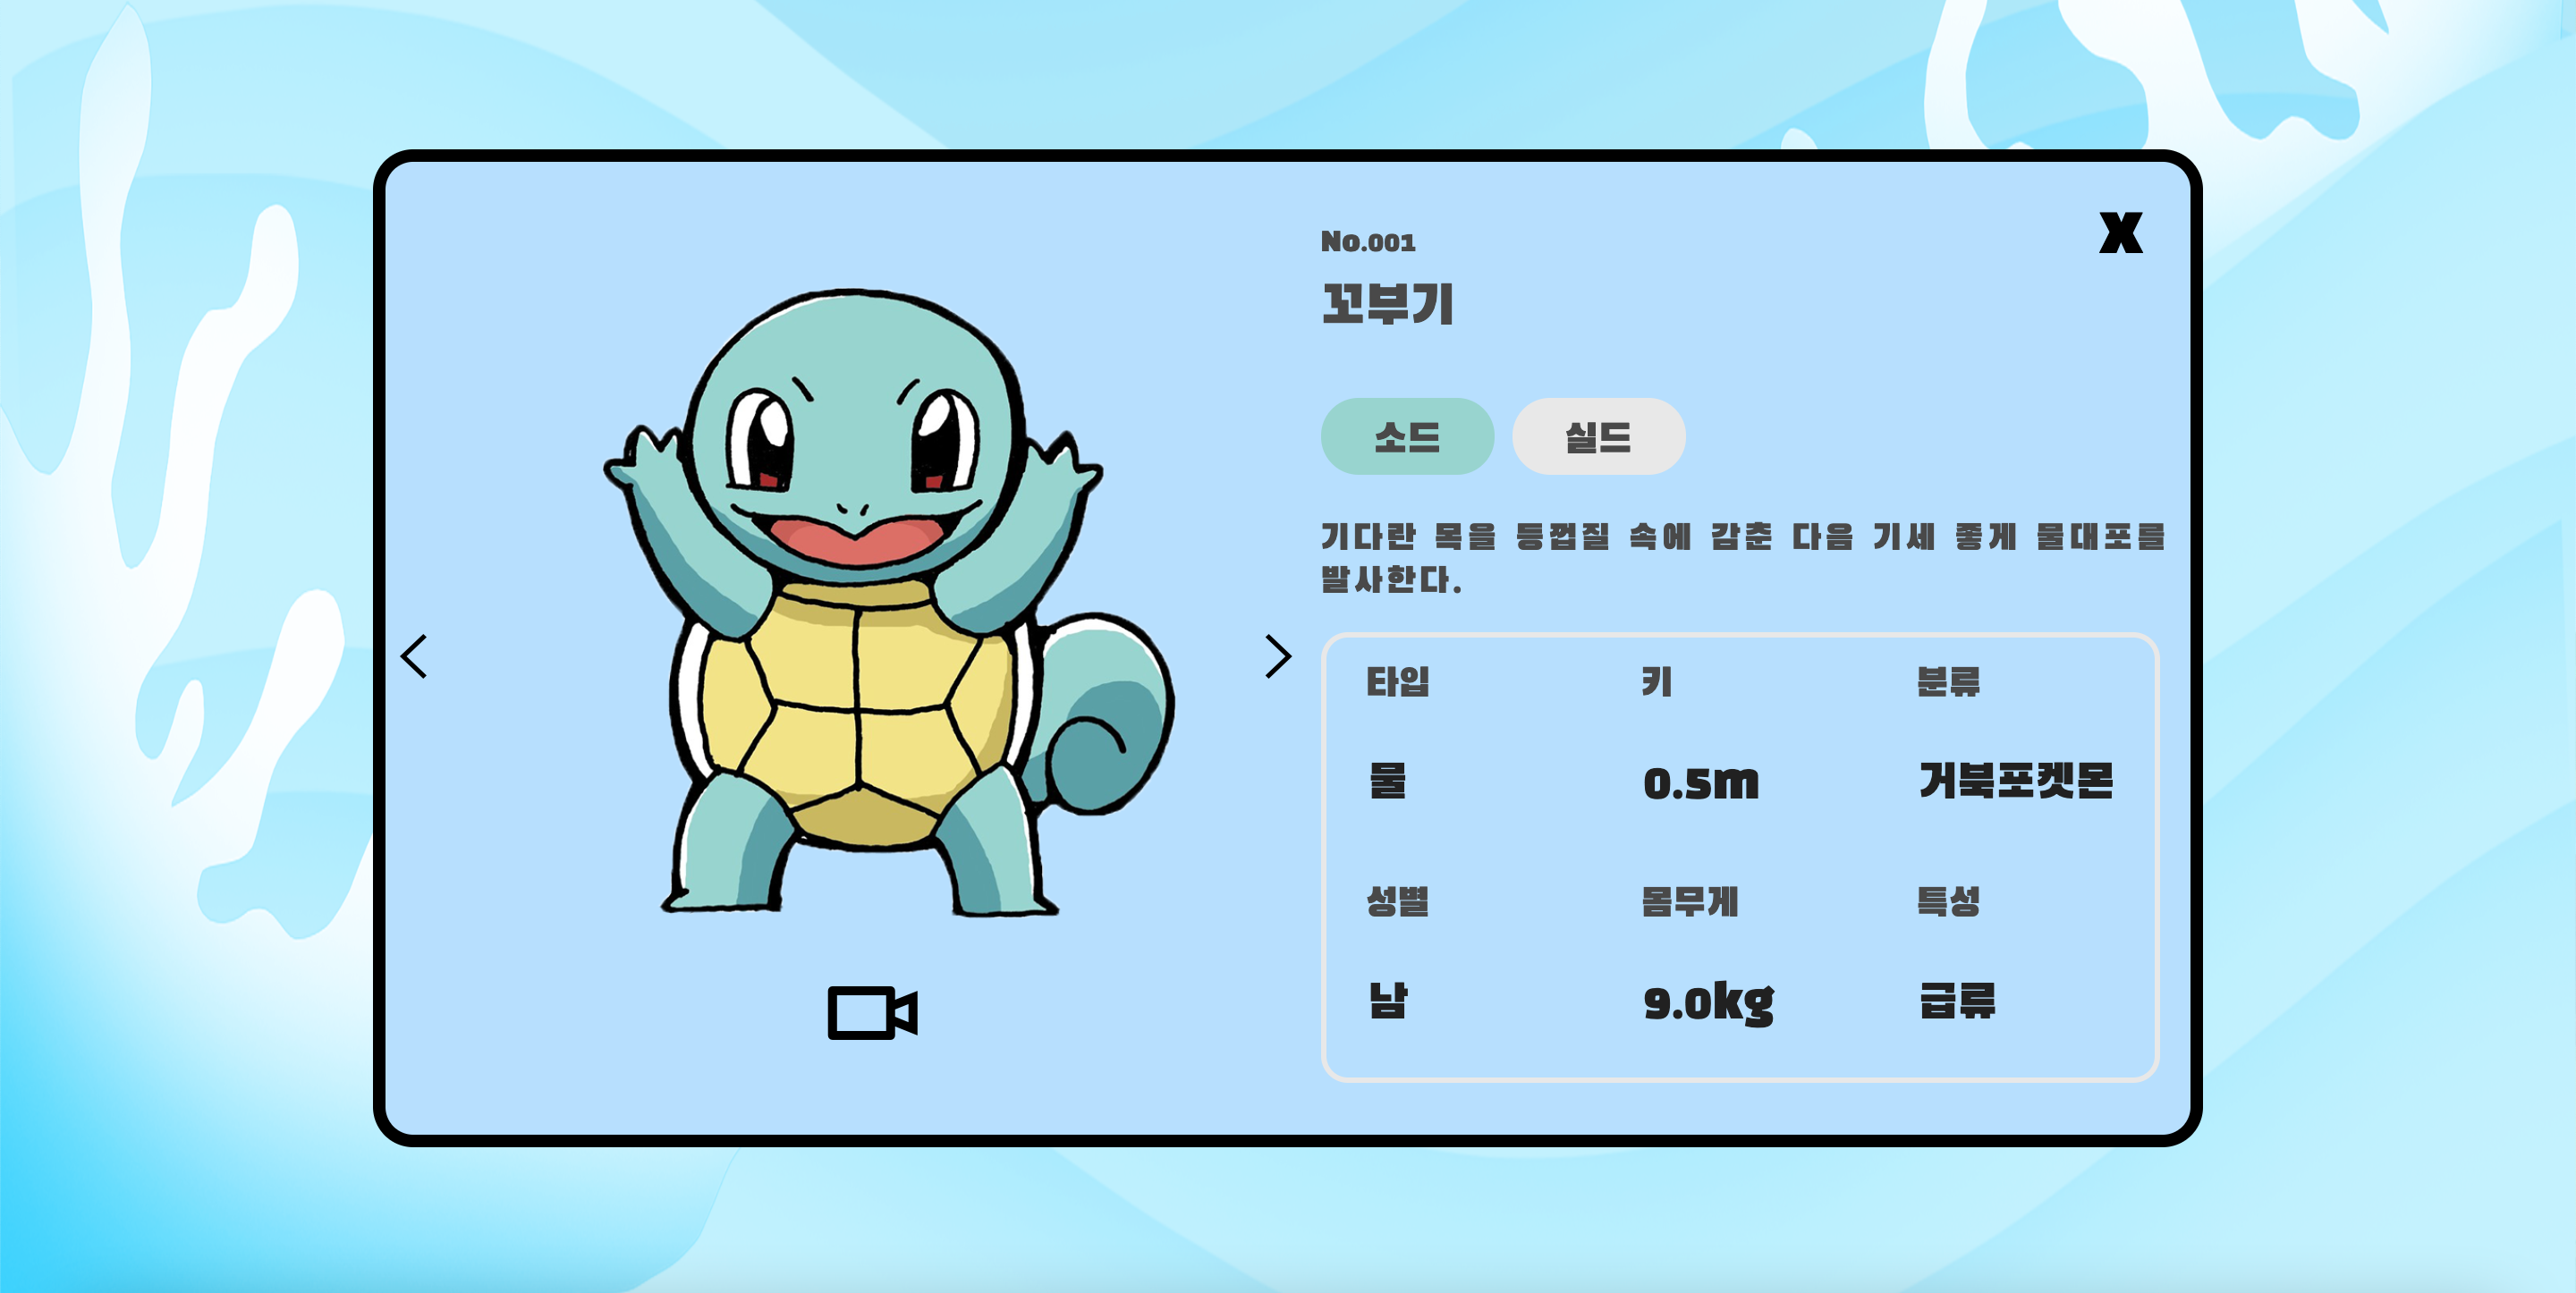 X
No.001
꼬부기
소드 실드
기다란 목을 등껍질 속에 감춘 다음 기세 좋게 물대포를
발사한다.
타입 키 분류
물 0.5m 거북포켓몬
성별 몸무게 특성
남 9.0kg 급류